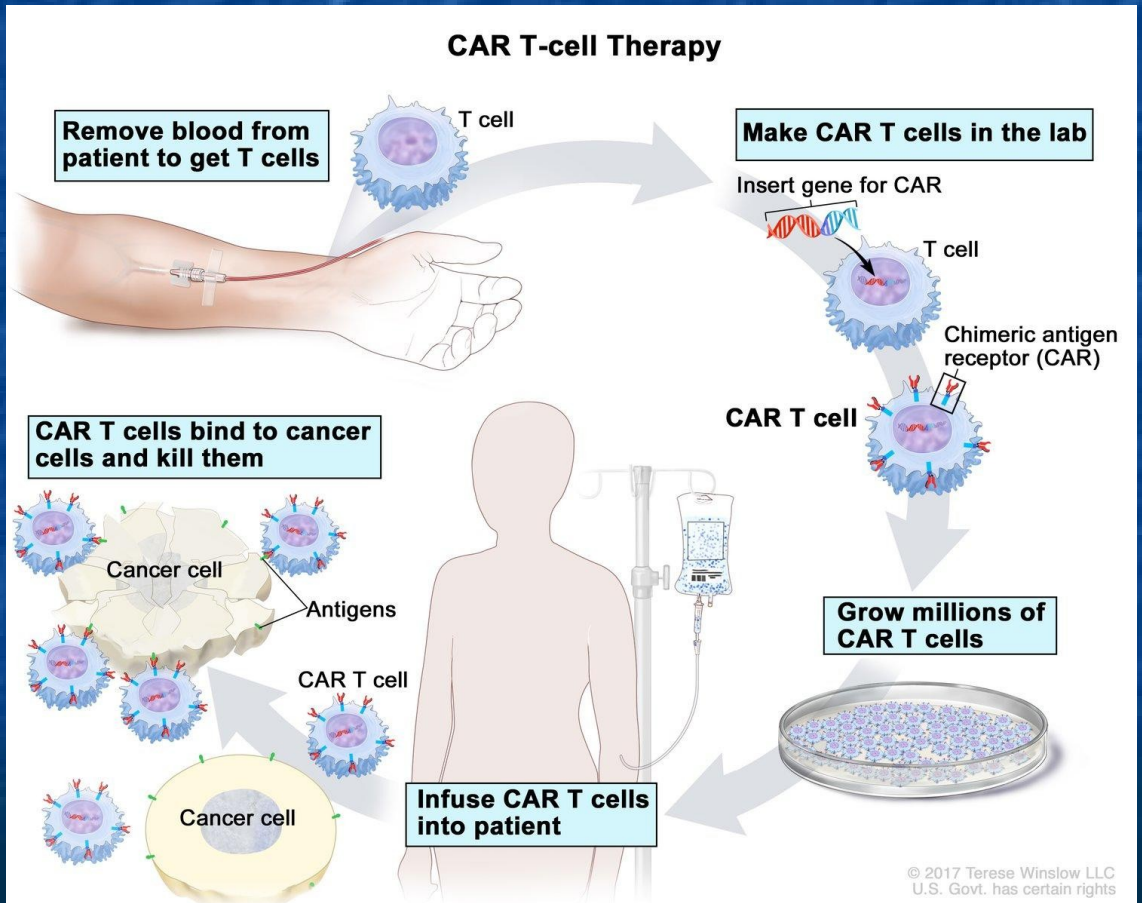 CAR T-cell Therapy
Remove blood from
patient to get T cells
T cell
Make CAR T cells in the lab
Insert gene for CAR
T cell
Chimeric antigen
receptor (CAR)
CAR T cell
Grow millions of
CAR T cells
Infuse CAR T cells
into patient
CAR T cell
CAR T cells bind to cancer
cells and kill them
Cancer cell
Antigens
Cancer cell
© 2017 Terese Winslow LLC
U.S. Govt. has certain rights